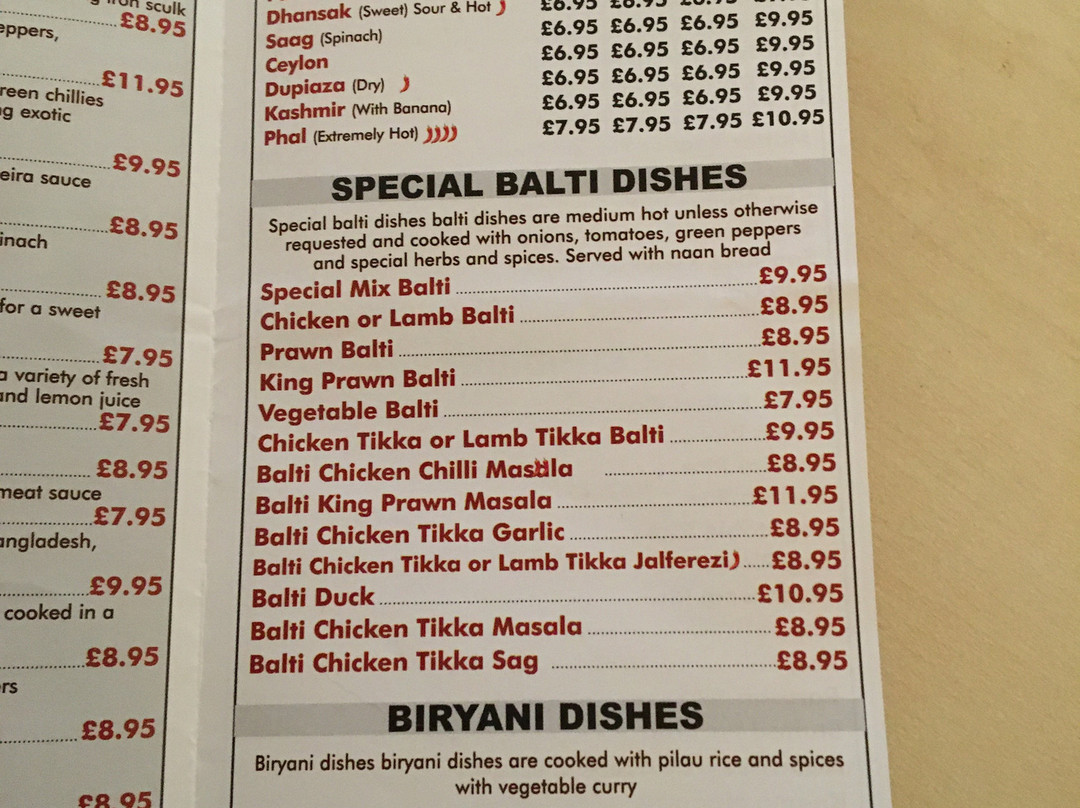 sculk
£8.95
eppers,
£11.95
reen chillies
g exotic
£9.95
eira sauce
£8.95
inach
£8.95
for a sweet
£7.95
a variety of fresh
and lemon juice
£7.95
£8.95
meat sauce
£7.95
angladesh,
£9.95
cooked in a
£8.95
rs
£8.95
£8.95
Dhansak (Sweet) Sour & Hot £6.95 £6.95 £6.95 £9.95
Saag (Spinach) £6.95 £6.95 £6.95 £9.95
Ceylon £6.95 £6.95 £6.95 £9.95
Dupiaza (Dry) £6.95 £6.95 £6.95 £9.95
Kashmir (With Banana) £6.95 £6.95 £6.95 £9.95
Phal (Extremely Hot) £7.95 £7.95 £7.95 £10.95
SPECIAL BALTI DISHES
Special balti dishes balti dishes are medium hot unless otherwise
requested and cooked with onions, tomatoes, green peppers
and special herbs and spices. Served with naan bread
Special Mix Balti £9.95
Chicken or Lamb Balti £8.95
Prawn Balti £8.95
King Prawn Balti £11.95
Vegetable Balti £7.95
Chicken Tikka or Lamb Tikka Balti £9.95
Balti Chicken Chilli Masala £8.95
Balti King Prawn Masala £11.95
Balti Chicken Tikka Garlic £8.95
Balti Chicken Tikka or Lamb Tikka Jalferezi £8.95
Balti Duck £10.95
Balti Chicken Tikka Masala £8.95
Balti Chicken Tikka Sag £8.95
BIRYANI DISHES
Biryani dishes biryani dishes are cooked with pilau rice and spices
with vegetable curry